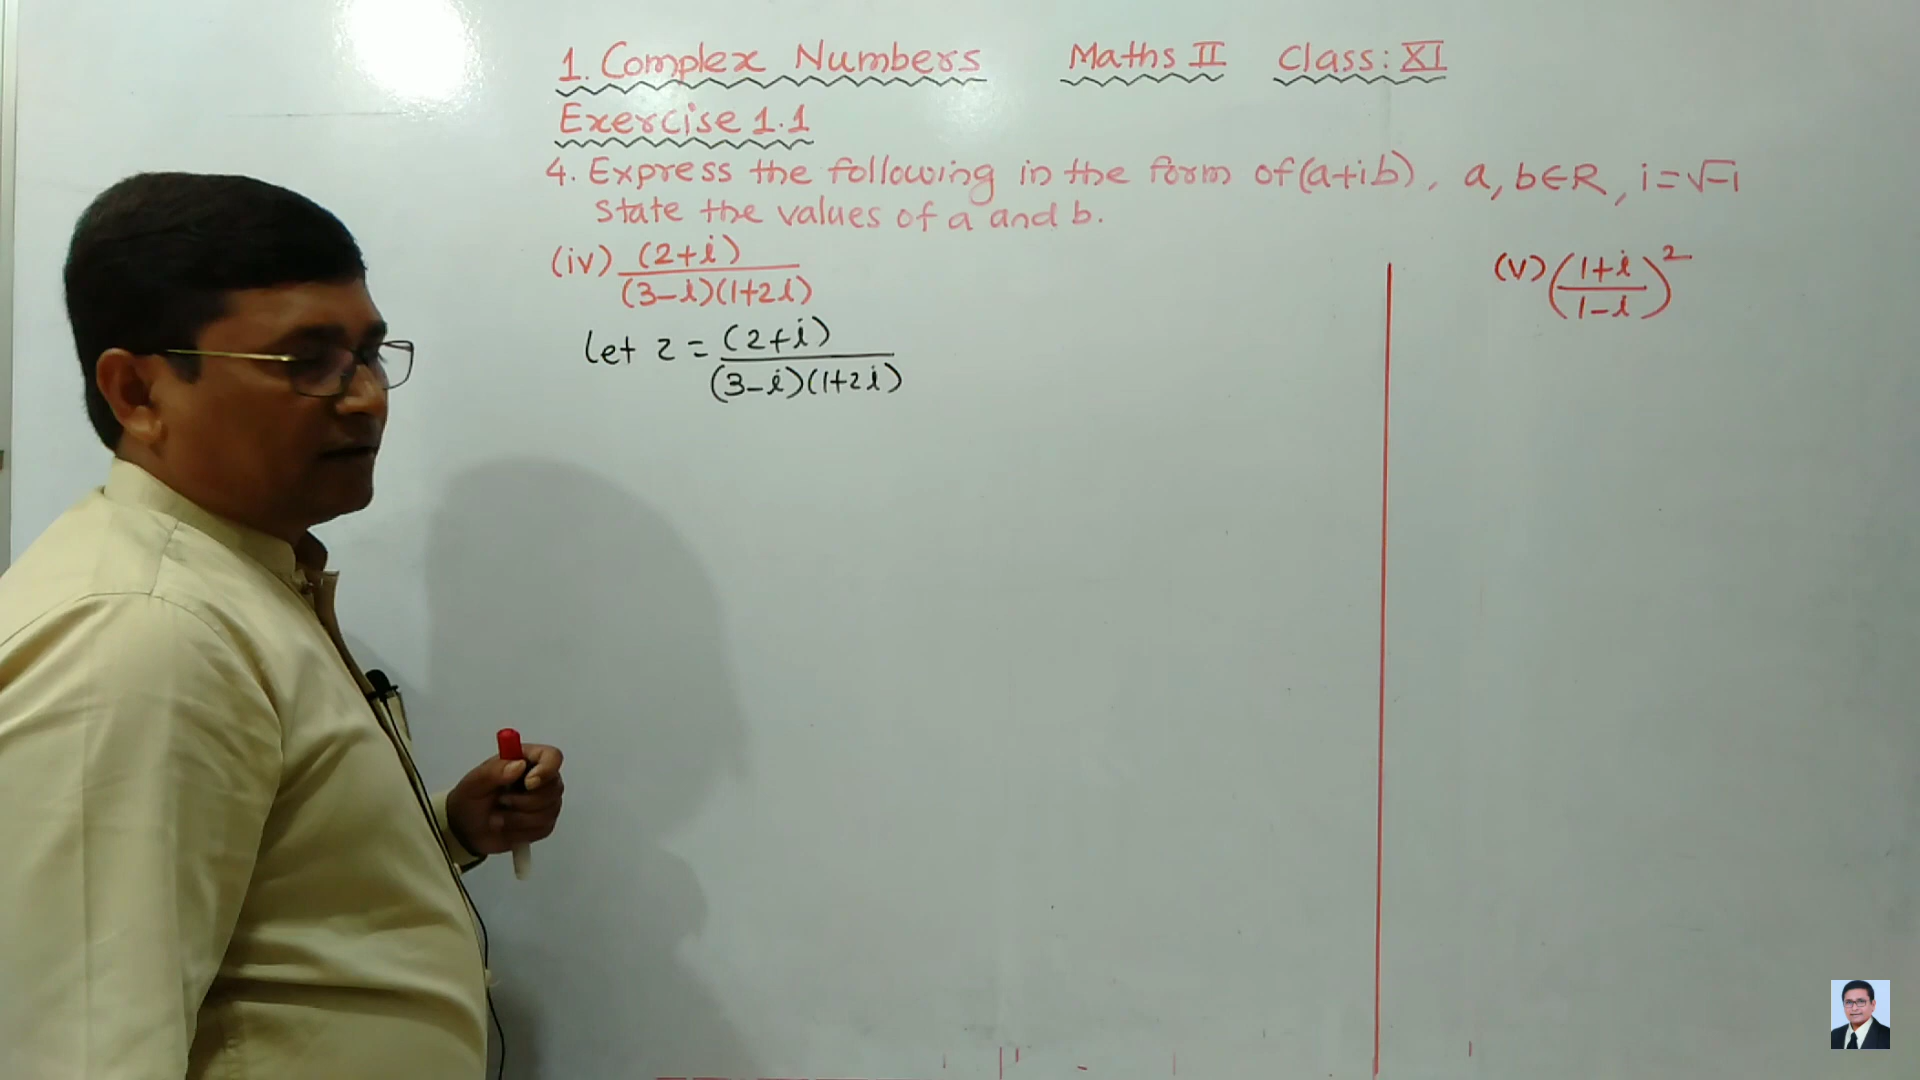 1. Complex Numbers Maths II Class: XI
Exercise 1.1
4. Express the following in the form of (a+ib), a, b∈R, i=√-1
state the values of a and b.
(iv) (2+i)
(3-i)(1+2i)
(v) (1+i
1-i)²
let z = (2+i)
(3-i)(1+2i)